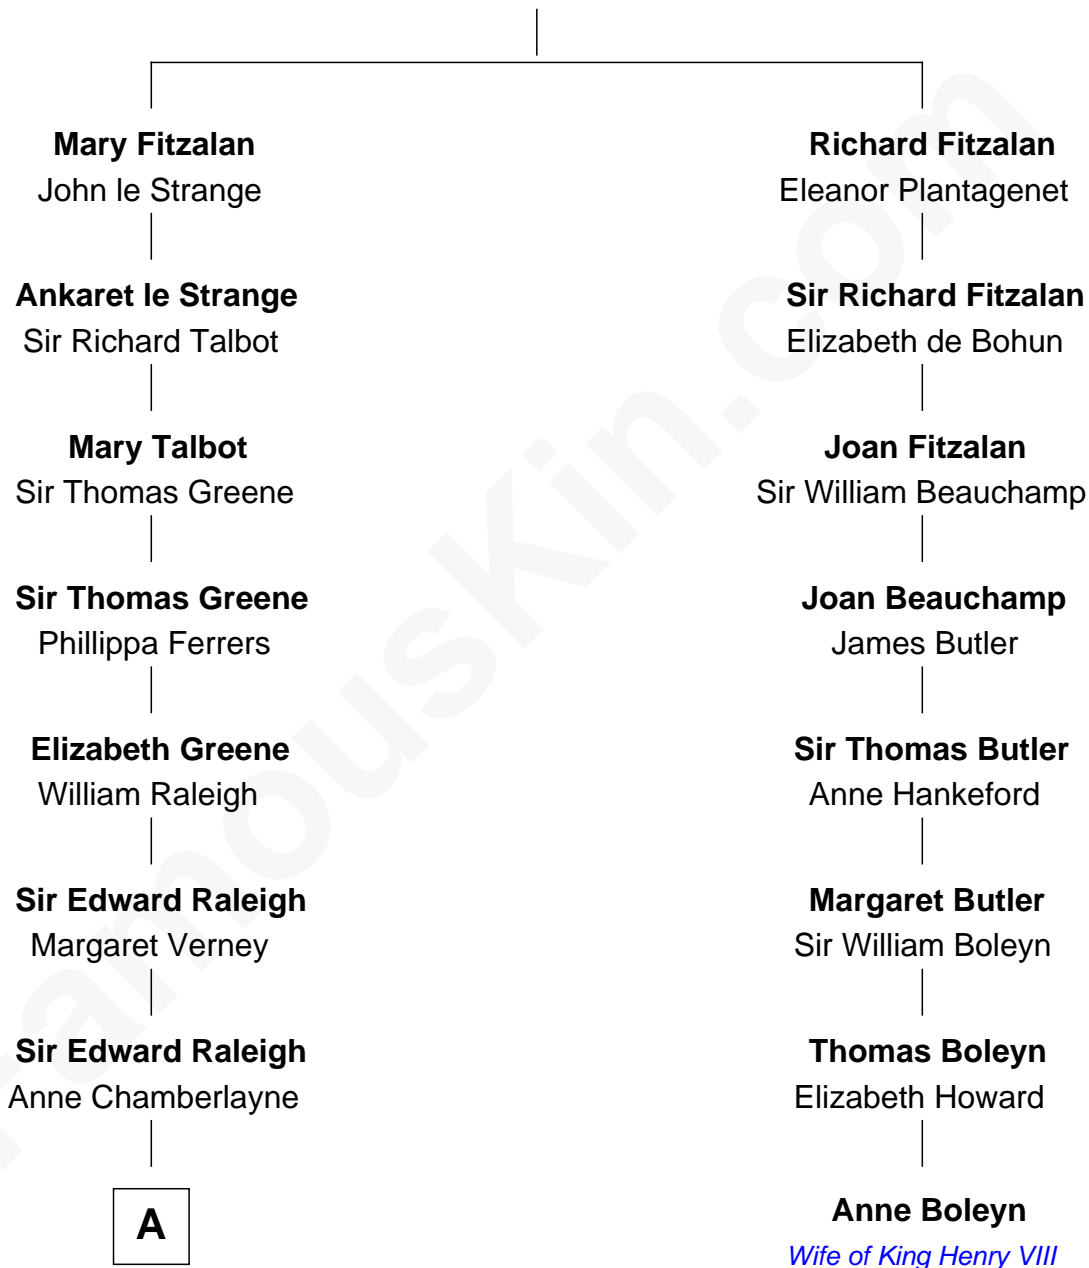 Mary Fitzalan
John le Strange
Ankaret le Strange
Sir Richard Talbot
Mary Talbot
Sir Thomas Greene
Sir Thomas Greene
Phillippa Ferrers
Elizabeth Greene
William Raleigh
Sir Edward Raleigh
Margaret Verney
Sir Edward Raleigh
Anne Chamberlayne
A
Richard Fitzalan
Eleanor Plantagenet
Sir Richard Fitzalan
Elizabeth de Bohun
Joan Fitzalan
Sir William Beauchamp
Joan Beauchamp
James Butler
Sir Thomas Butler
Anne Hankeford
Margaret Butler
Sir William Boleyn
Thomas Boleyn
Elizabeth Howard
Anne Boleyn
Wife of King Henry VIII
FamousKin.com